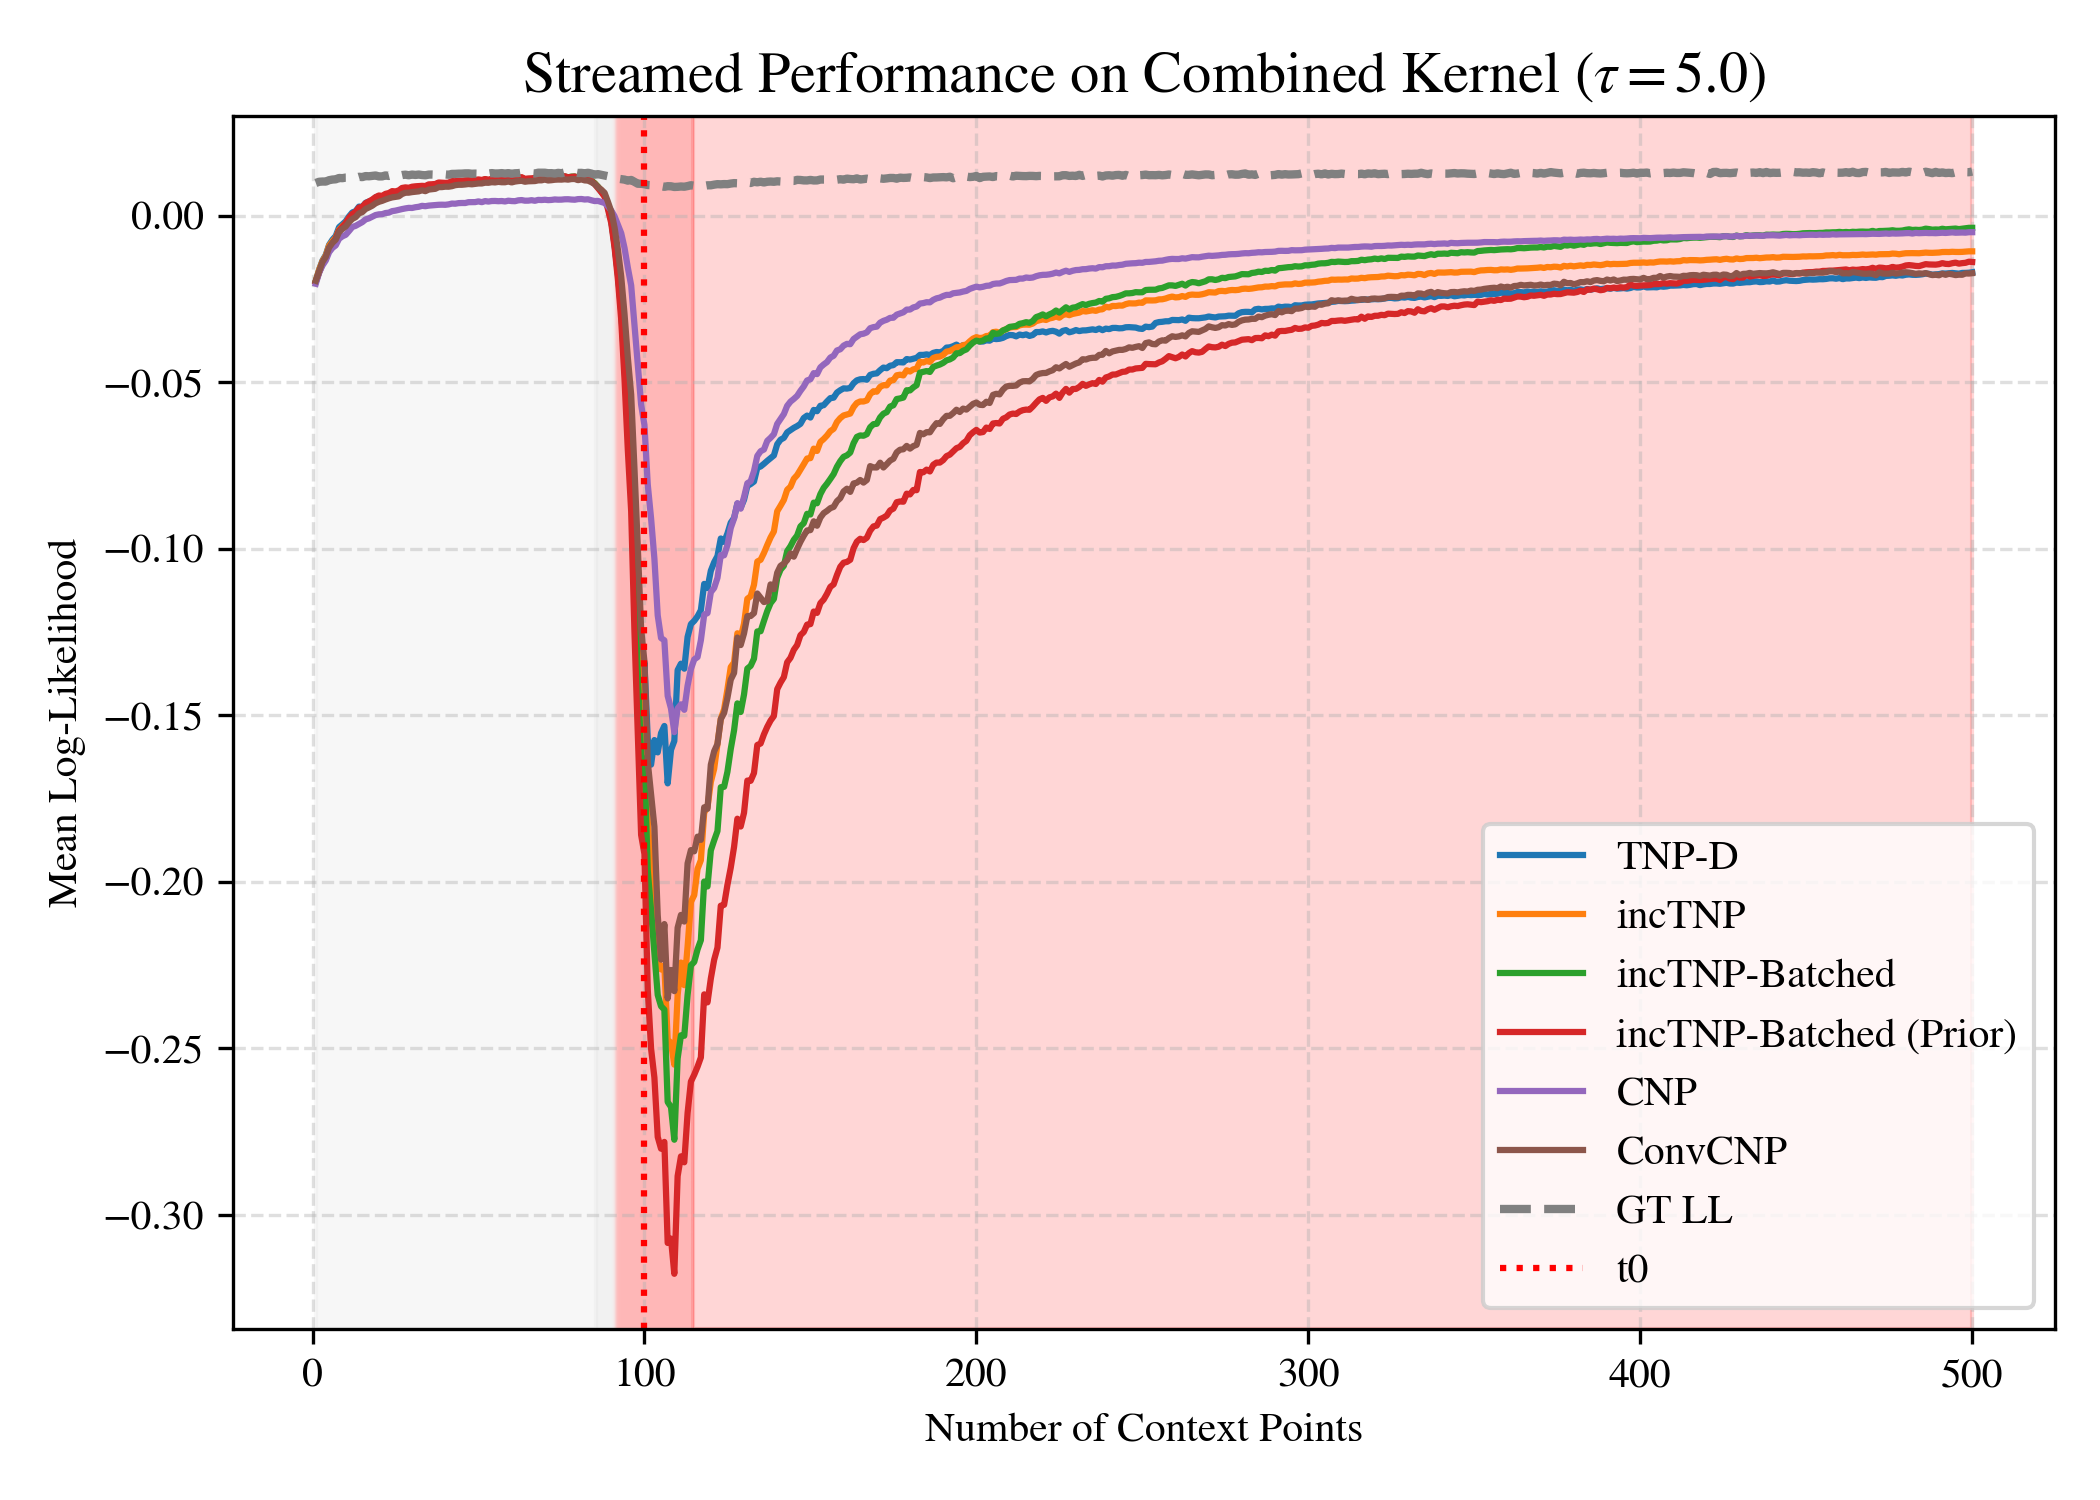 Streamed Performance on Combined Kernel (τ = 5.0)
Mean Log-Likelihood
0.00
−0.05
−0.10
−0.15
−0.20
−0.25
−0.30
TNP-D
incTNP
incTNP-Batched
incTNP-Batched (Prior)
CNP
ConvCNP
GT LL
t0
0 100 200 300 400 500
Number of Context Points